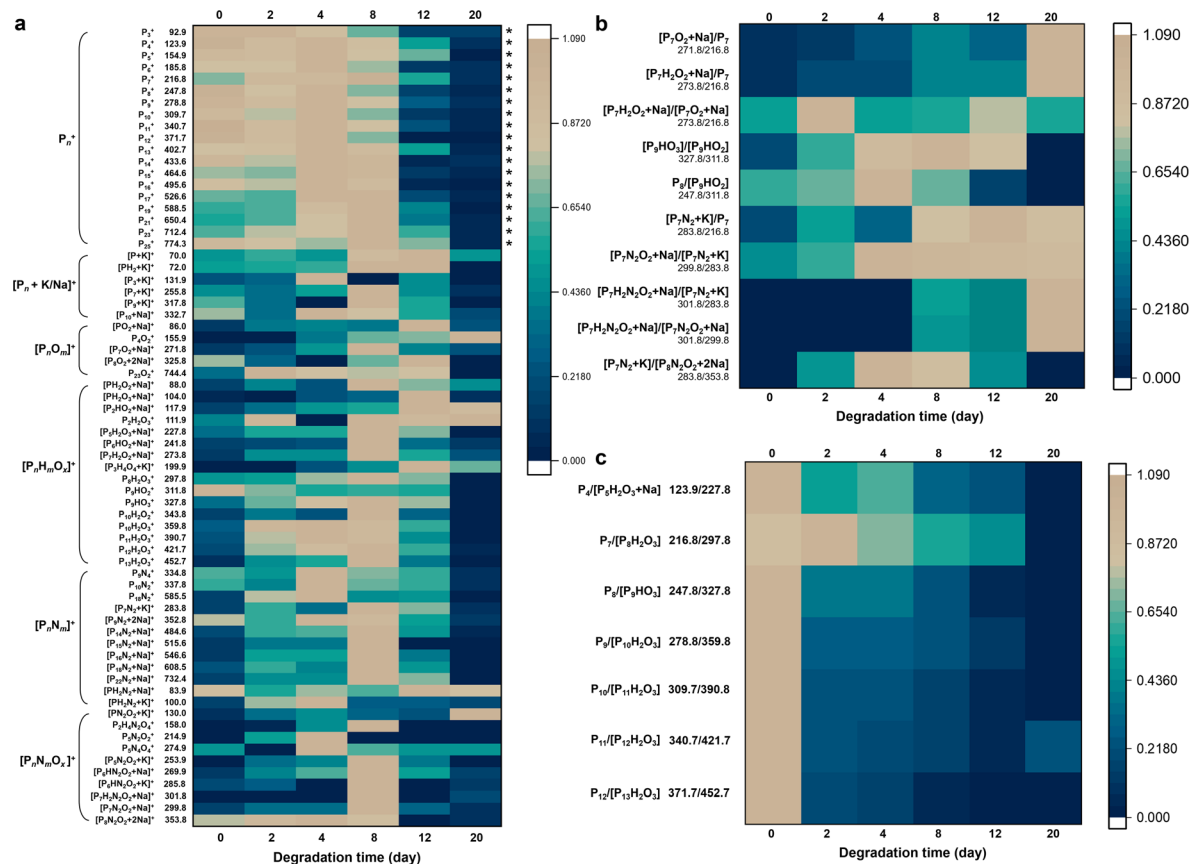 a
0 2 4 8 12 20
Pₙ⁺
P₃⁺ 92.9 *
P₄⁺ 123.9 *
P₅⁺ 154.9 *
P₆⁺ 185.8 *
P₇⁺ 216.8 *
P₈⁺ 247.8 *
P₉⁺ 278.8 *
P₁₀⁺ 309.7 *
P₁₁⁺ 340.7 *
P₁₂⁺ 371.7 *
P₁₃⁺ 402.7 *
P₁₄⁺ 433.6 *
P₁₅⁺ 464.6 *
P₁₆⁺ 495.6 *
P₁₇⁺ 526.6 *
P₁₉⁺ 588.5 *
P₂₁⁺ 650.4 *
P₂₃⁺ 712.4 *
P₂₅⁺ 774.3 *
[Pₙ + K/Na]⁺
[P+K]⁺ 70.0
[PH₂+K]⁺ 72.0
[P₃+K]⁺ 131.9
[P₇+K]⁺ 255.8
[P₉+K]⁺ 317.8
[P₁₀+Na]⁺ 332.7
[PₙOₘ]⁺
[PO₂+Na]⁺ 86.0
P₄O₂⁺ 155.9
[P₇O₂+Na]⁺ 271.8
[P₈O₂+2Na]⁺ 325.8
P₂₃O₂⁺ 744.4
[PₙHₘOₓ]⁺
[PH₂O₂+Na]⁺ 88.0
[PH₂O₃+Na]⁺ 104.0
[P₂HO₂+Na]⁺ 117.9
P₂H₂O₃⁺ 111.9
[P₅H₂O₃+Na]⁺ 227.8
[P₆HO₂+Na]⁺ 241.8
[P₇H₂O₂+Na]⁺ 273.8
[P₃H₄O₄+K]⁺ 199.9
P₈H₂O₃⁺ 297.8
P₉HO₂⁺ 311.8
P₉HO₃⁺ 327.8
P₁₀H₂O₂⁺ 343.8
P₁₀H₂O₃⁺ 359.8
P₁₁H₂O₃⁺ 390.7
P₁₂H₂O₃⁺ 421.7
P₁₃H₂O₃⁺ 452.7
[PₙNₘ]⁺
P₉N₄⁺ 334.8
P₁₀N₂⁺ 337.8
P₁₈N₂⁺ 585.5
[P₇N₂+K]⁺ 283.8
[P₉N₂+2Na]⁺ 352.8
[P₁₄N₂+Na]⁺ 484.6
[P₁₅N₂+Na]⁺ 515.6
[P₁₆N₂+Na]⁺ 546.6
[P₁₈N₂+Na]⁺ 608.5
[P₂₂N₂+Na]⁺ 732.4
[PH₂N₂+Na]⁺ 83.9
[PH₂N₂+K]⁺ 100.0
[PₙNₘOₓ]⁺
[PN₂O₂+K]⁺ 130.0
P₂H₄N₂O₄⁺ 158.0
P₅N₂O₂⁺ 214.9
P₅N₄O₄⁺ 274.9
[P₅N₂O₂+K]⁺ 253.9
[P₆HN₂O₂+Na]⁺ 269.9
[P₆HN₂O₂+K]⁺ 285.8
[P₇H₂N₂O₂+Na]⁺ 301.8
[P₇N₂O₂+Na]⁺ 299.8
[P₈N₂O₂+2Na]⁺ 353.8
0 2 4 8 12 20
Degradation time (day)
1.090
0.8720
0.6540
0.4360
0.2180
0.000
b
0 2 4 8 12 20
[P₇O₂+Na]/P₇
271.8/216.8
[P₇H₂O₂+Na]/P₇
273.8/216.8
[P₇H₂O₂+Na]/[P₇O₂+Na]
273.8/216.8
[P₉HO₃]/[P₉HO₂]
327.8/311.8
P₈/[P₉HO₂]
247.8/311.8
[P₇N₂+K]/P₇
283.8/216.8
[P₇N₂O₂+Na]/[P₇N₂+K]
299.8/283.8
[P₇H₂N₂O₂+Na]/[P₇N₂+K]
301.8/283.8
[P₇H₂N₂O₂+Na]/[P₇N₂O₂+Na]
301.8/299.8
[P₇N₂+K]/[P₈N₂O₂+2Na]
283.8/353.8
0 2 4 8 12 20
Degradation time (day)
1.090
0.8720
0.6540
0.4360
0.2180
0.000
c
P₄/[P₈H₂O₃+Na] 123.9/227.8
P₇/[P₈H₂O₃] 216.8/297.8
P₈/[P₉HO₃] 247.8/327.8
P₉/[P₁₀H₂O₃] 278.8/359.8
P₁₀/[P₁₁H₂O₃] 309.7/390.8
P₁₁/[P₁₂H₂O₃] 340.7/421.7
P₁₂/[P₁₃H₂O₃] 371.7/452.7
0 2 4 8 12 20
Degradation time (day)
1.090
0.8720
0.6540
0.4360
0.2180
0.000